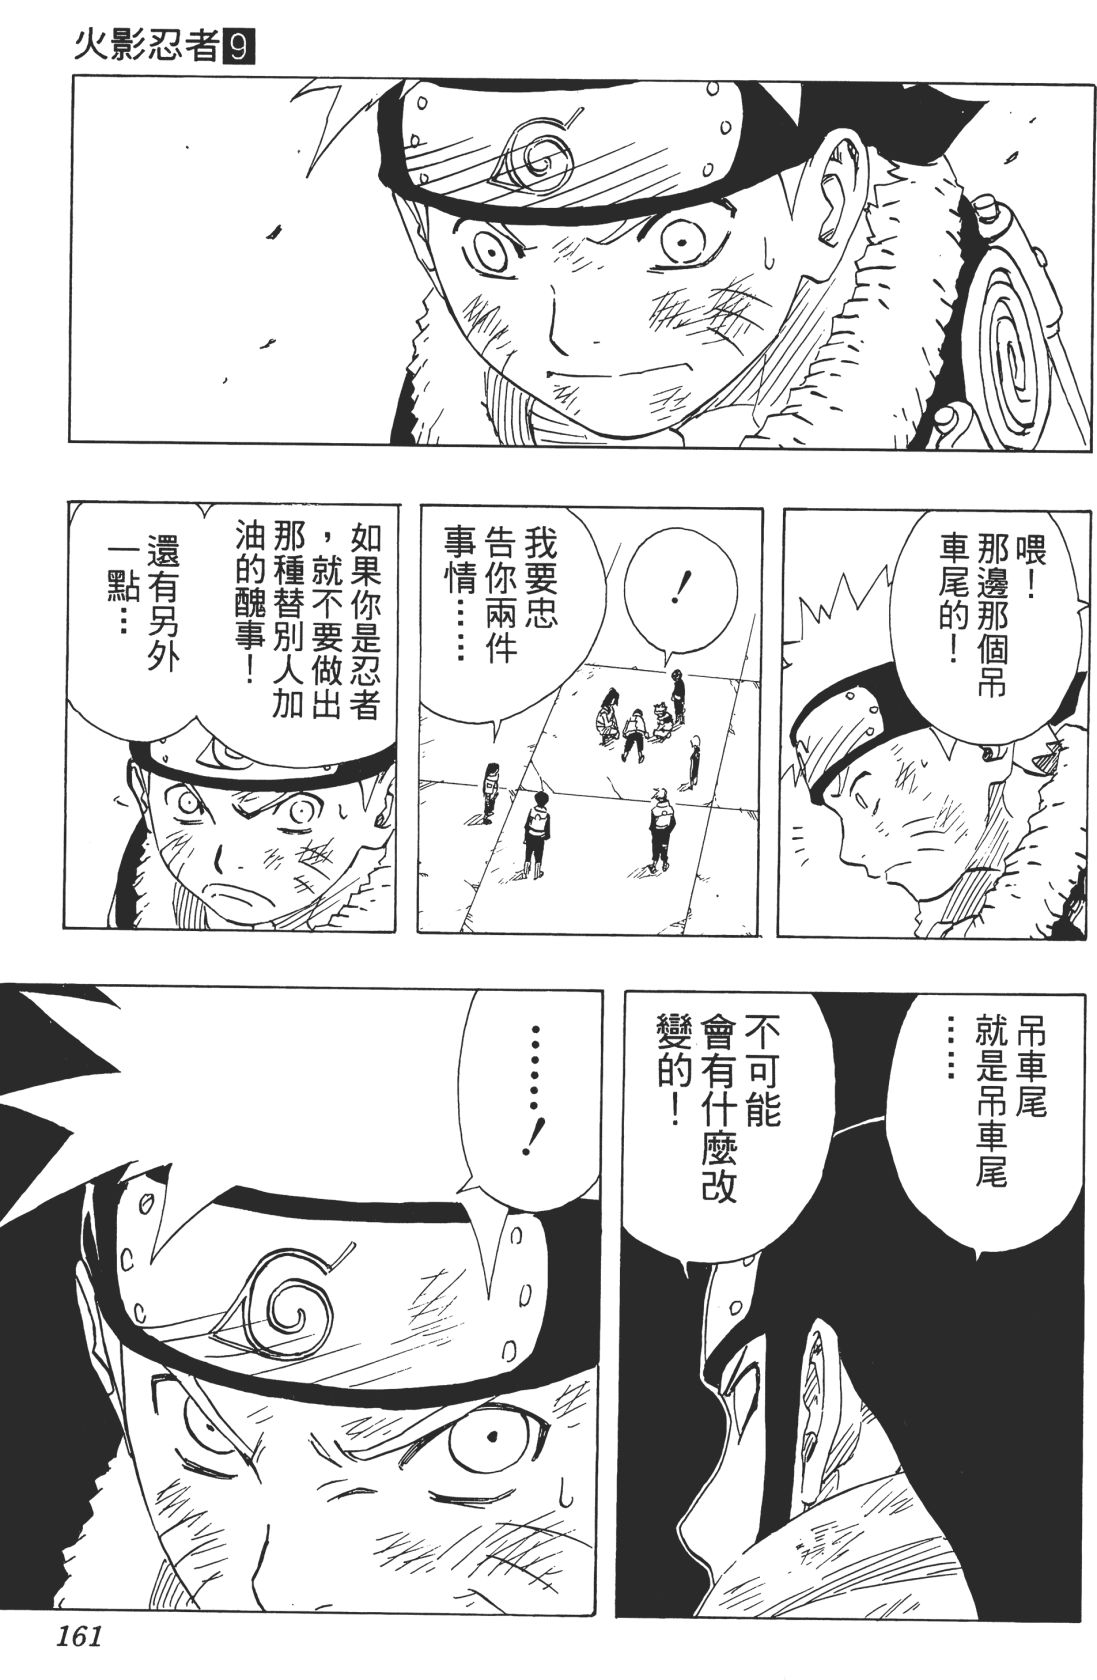 火影忍者9
喂！
那邊那個吊
車尾的！
！
我要忠
告你兩件
事情……
如果你是忍者
，就不要做出
那種替別人加
油的醜事！
還有另外
一點…
吊車尾
就是吊車尾
……
不可能
會有什麼改
變的！
………！
161